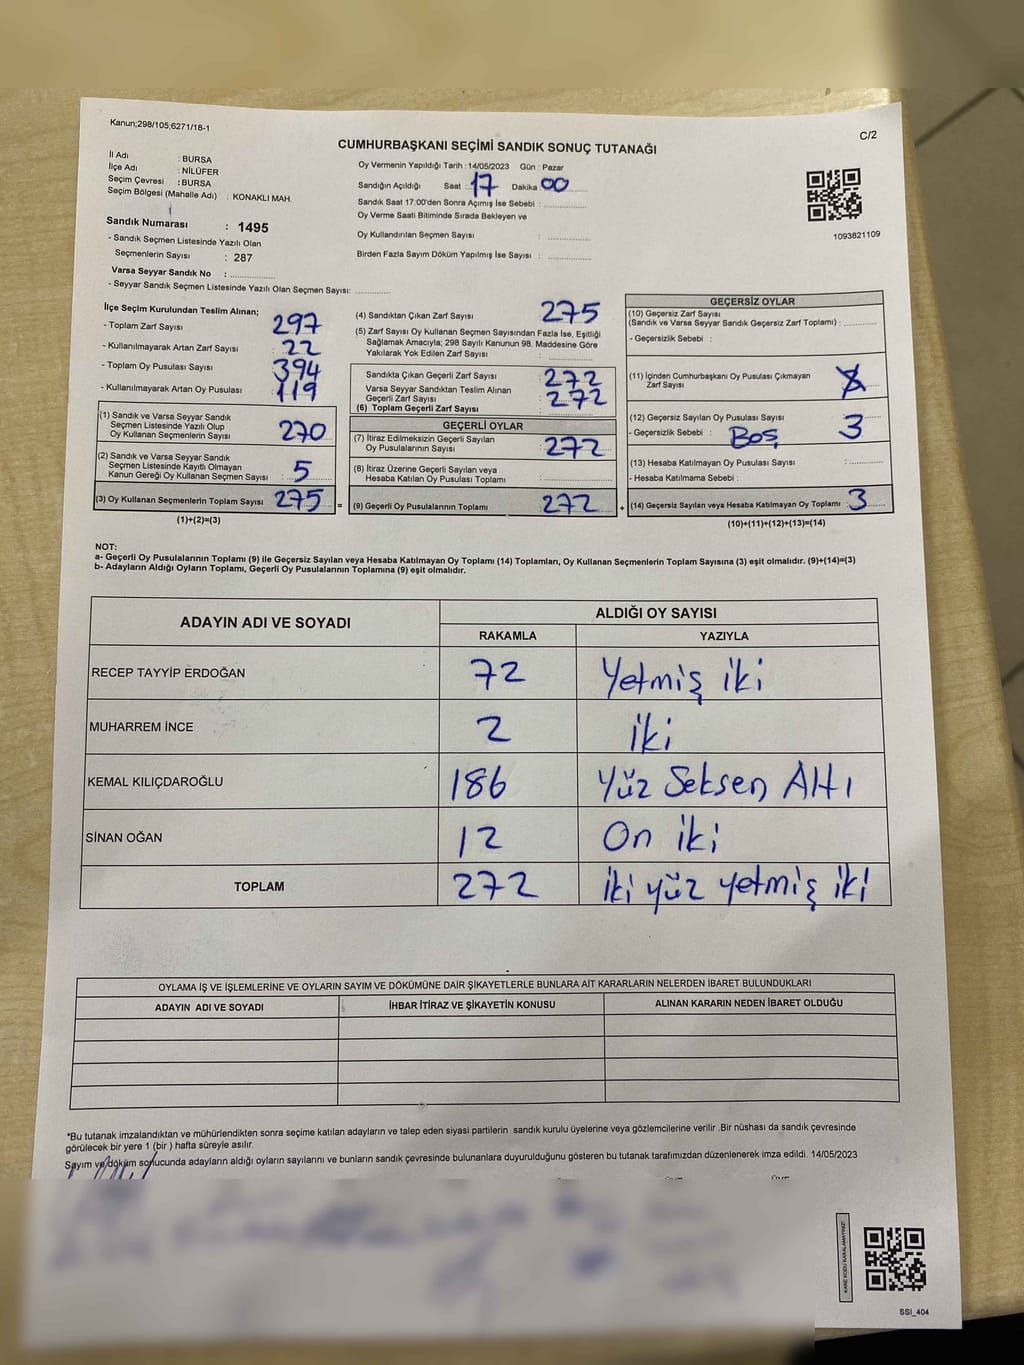 Kanun;298/105;6271/18-1
C/2
CUMHURBAŞKANI SEÇİMİ SANDIK SONUÇ TUTANAĞI
İl Adı : BURSA
İlçe Adı : NİLÜFER
Seçim Çevresi : BURSA
Seçim Bölgesi (Mahalle Adı) : KONAKLI MAH.
Sandık Numarası : 1495
- Sandık Seçmen Listesinde Yazılı Olan
Seçmenlerin Sayısı : 287
Varsa Seyyar Sandık No : ..............
- Seyyar Sandık Seçmen Listesinde Yazılı Olan Seçmen Sayısı: ............
Oy Vermenin Yapıldığı Tarih : 14/05/2023 Gün : Pazar
Sandığın Açıldığı Saat : 17 Dakika 00
Sandık Saat 17:00'den Sonra Açımış İse Sebebi : ..............
Oy Verme Saati Bitiminde Sırada Bekleyen ve
Oy Kullandırılan Seçmen Sayısı : ..............
Birden Fazla Sayım Döküm Yapılmış İse Sayısı : ..............
1093821109
İlçe Seçim Kurulundan Teslim Alınan;
- Toplam Zarf Sayısı : 297
- Kullanılmayarak Artan Zarf Sayısı : 22
- Toplam Oy Pusulası Sayısı : 394
- Kullanılmayarak Artan Oy Pusulası : 119
(1) Sandık ve Varsa Seyyar Sandık
Seçmen Listesinde Yazılı Olup
Oy Kullanan Seçmenlerin Sayısı : 270
(2) Sandık ve Varsa Seyyar Sandık
Seçmen Listesinde Kayıtlı Olmayan
Kanun Gereği Oy Kullanan Seçmen Sayısı : 5
(3) Oy Kullanan Seçmenlerin Toplam Sayısı 275 =
(1)+(2)=(3)
(4) Sandıktan Çıkan Zarf Sayısı : 275
(5) Zarf Sayısı Oy Kullanan Seçmen Sayısından Fazla İse, Eşitliği
Sağlamak Amacıyla; 298 Sayılı Kanunun 98. Maddesine Göre
Yakılarak Yok Edilen Zarf Sayısı : ..............
Sandıkta Çıkan Geçerli Zarf Sayısı : 272
Varsa Seyyar Sandıktan Teslim Alınan
Geçerli Zarf Sayısı :
(6) Toplam Geçerli Zarf Sayısı : 272
GEÇERLİ OYLAR
(7) İtiraz Edilmeksizin Geçerli Sayılan
Oy Pusulalarının Sayısı : 272
(8) İtiraz Üzerine Geçerli Sayılan veya
Hesaba Katılan Oy Pusulası Toplamı : ..............
(9) Geçerli Oy Pusulalarının Toplamı : 272 +
GEÇERSİZ OYLAR
(10) Geçersiz Zarf Sayısı
(Sandık ve Varsa Seyyar Sandık Geçersiz Zarf Toplamı) : ..........
- Geçersizlik Sebebi :
(11) İçinden Cumhurbaşkanı Oy Pusulası Çıkmayan
Zarf Sayısı :
(12) Geçersiz Sayılan Oy Pusulası Sayısı : 3
- Geçersizlik Sebebi : Boş
(13) Hesaba Katılmayan Oy Pusulası Sayısı : ..........
- Hesaba Katılmama Sebebi :
(14) Geçersiz Sayılan veya Hesaba Katılmayan Oy Toplamı : 3
(10)+(11)+(12)+(13)=(14)
NOT:
a- Geçerli Oy Pusulalarının Toplamı (9) ile Geçersiz Sayılan veya Hesaba Katılmayan Oy Toplamı (14) Toplamları, Oy Kullanan Seçmenlerin Toplam Sayısına (3) eşit olmalıdır. (9)+(14)=(3)
b- Adayların Aldığı Oyların Toplamı, Geçerli Oy Pusulalarının Toplamına (9) eşit olmalıdır.
ADAYIN ADI VE SOYADI
ALDIĞI OY SAYISI
RAKAMLA YAZIYLA
RECEP TAYYİP ERDOĞAN 72 Yetmiş iki
MUHARREM İNCE 2 iki
KEMAL KILIÇDAROĞLU 186 Yüz Seksen Altı
SİNAN OĞAN 12 On iki
TOPLAM 272 iki yüz yetmiş iki
OYLAMA İŞ VE İŞLEMLERİNE VE OYLARIN SAYIM VE DÖKÜMÜNE DAİR ŞİKAYETLERLE BUNLARA AİT KARARLARIN NELERDEN İBARET BULUNDUKLARI
ADAYIN ADI VE SOYADI İHBAR İTİRAZ VE ŞİKAYETİN KONUSU ALINAN KARARIN NEDEN İBARET OLDUĞU
*Bu tutanak imzalandıktan ve mühürlendikten sonra seçime katılan adayların ve talep eden siyasi partilerin sandık kurulu üyelerine veya gözlemcilerine verilir .Bir nüshası da sandık çevresinde
görülecek bir yere 1 (bir ) hafta süreyle asılır.
Sayım ve döküm sonucunda adayların aldığı oyların sayılarını ve bunların sandık çevresinde bulunanlara duyurulduğunu gösteren bu tutanak tarafımızdan düzenlenerek imza edildi. 14/05/2023
KARE KODU KARALAMAYINIZ!
SSI_404